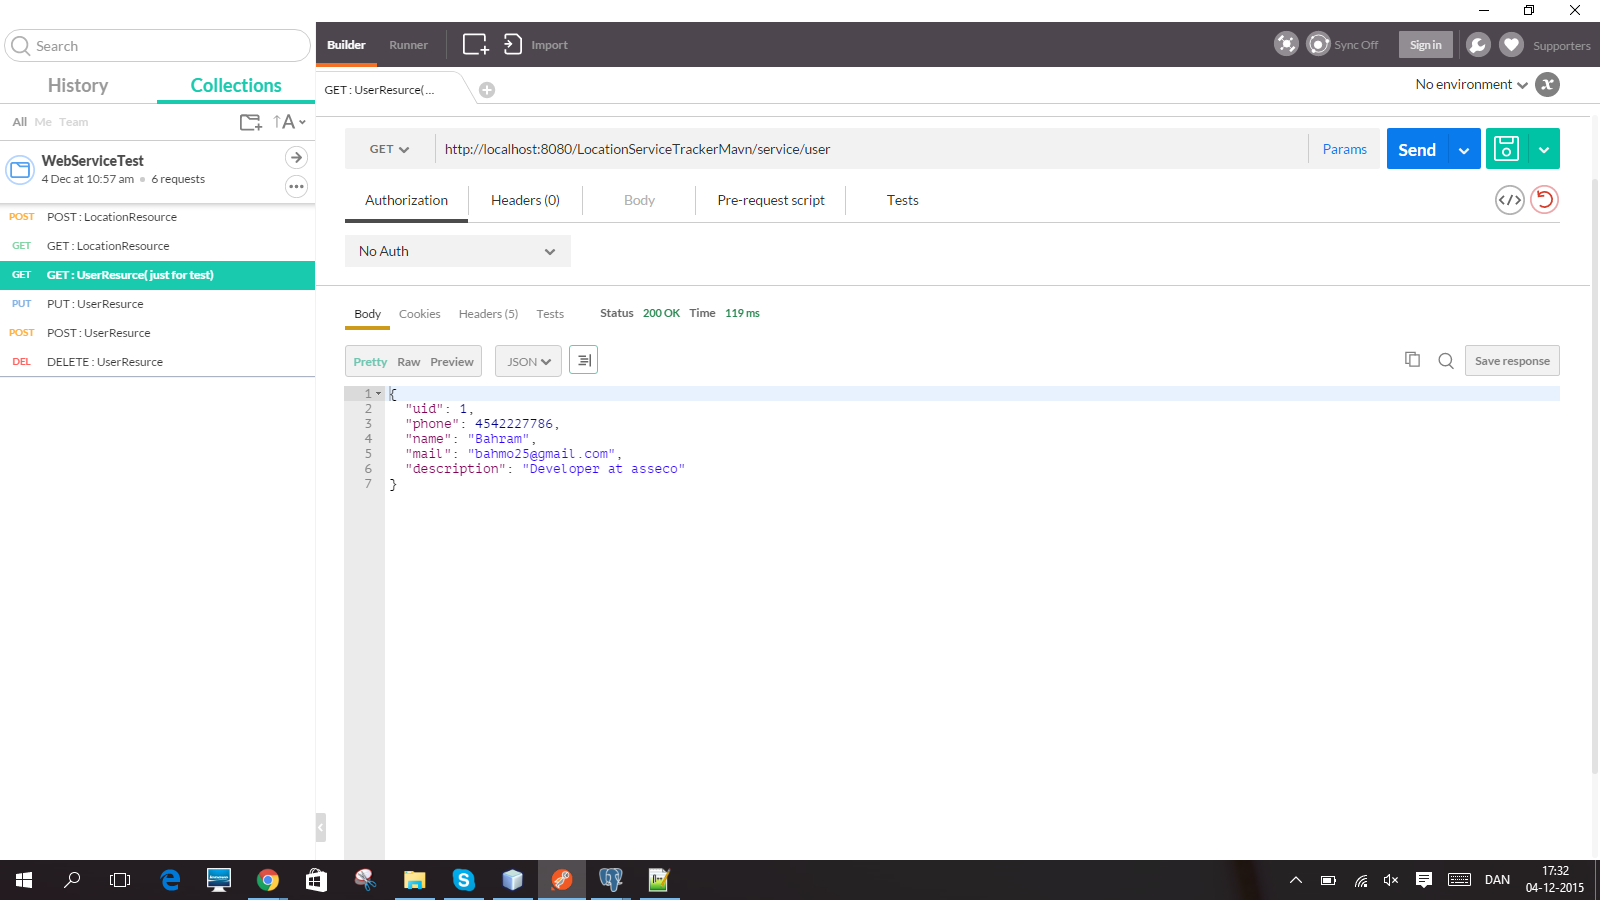 Search
History Collections
All Me Team
A
WebServiceTest
4 Dec at 10:57 am 6 requests
POST POST : LocationResource
GET GET : LocationResource
GET GET : UserResurce( just for test)
PUT PUT : UserResurce
POST POST : UserResurce
DEL DELETE : UserResurce
Builder Runner Import Sync Off Sign in Supporters
GET : UserResurce(... No environment x
GET http://localhost:8080/LocationServiceTrackerMavn/service/user Params Send
Authorization Headers (0) Body Pre-request script Tests </>
No Auth
Body Cookies Headers (5) Tests Status 200 OK Time 119 ms
Pretty Raw Preview JSON Save response
1 {
2 "uid": 1,
3 "phone": 4542227786,
4 "name": "Bahram",
5 "mail": "bahmo25@gmail.com",
6 "description": "Developer at asseco"
7 }
DAN 17:32
04-12-2015